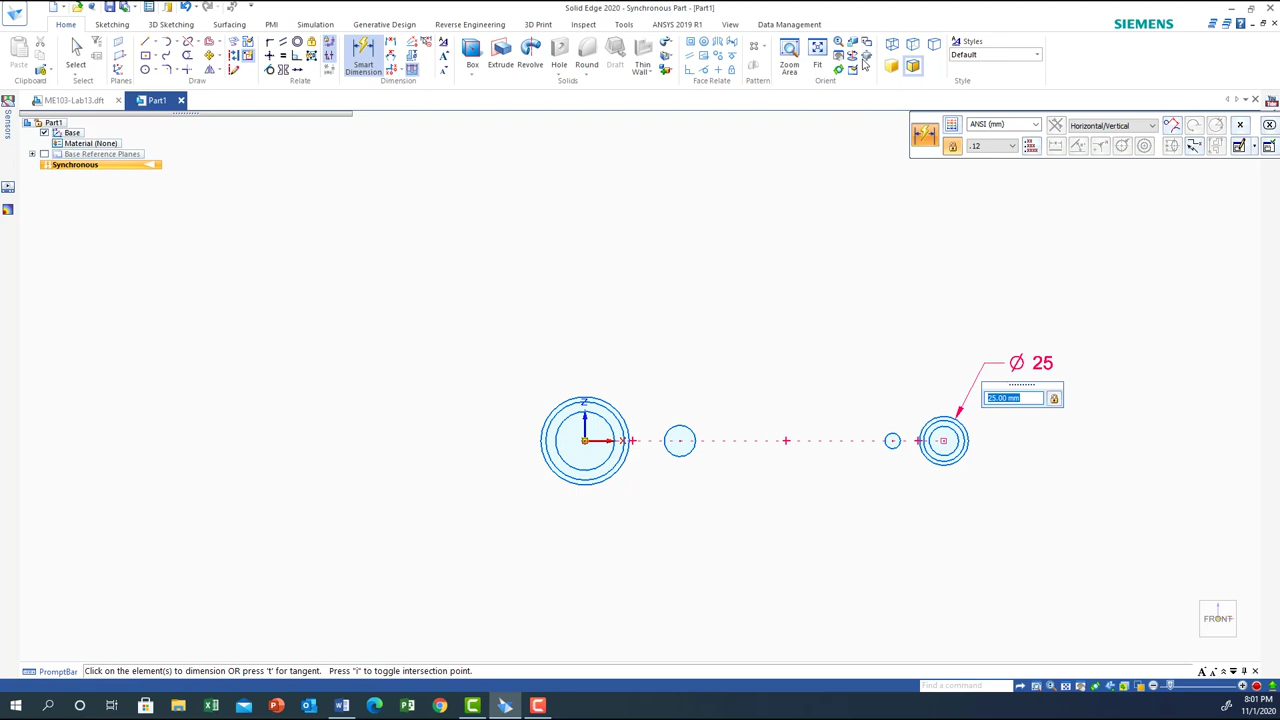 Solid Edge 2020 - Synchronous Part - [Part1]
Home
Sketching
3D Sketching
Surfacing
PMI
Simulation
Generative Design
Reverse Engineering
3D Print
Tools
ANSYS 2019 R1
View
Data Management
SIEMENS
Paste
Clipboard
Select
Select
Planes
Draw
Relate
Smart Dimension
Dimension
Box
Extrude
Revolve
Hole
Round
Draft
Thin Wall
Solids
Face Relate
Pattern
Zoom Area
Fit
Orient
Styles
Default
Style
ME103-Lab13.dft
Part1
Sensors
Part1
Base
Material (None)
Base Reference Planes
Synchronous
ANSI (mm)
Horizontal/Vertical
.12
Ø 25
25.00 mm
Z
X
FRONT
PromptBar
Click on the element(s) to dimension OR press 't' for tangent. Press "i" to toggle intersection point.
Find a command
8:01 PM
11/1/2020